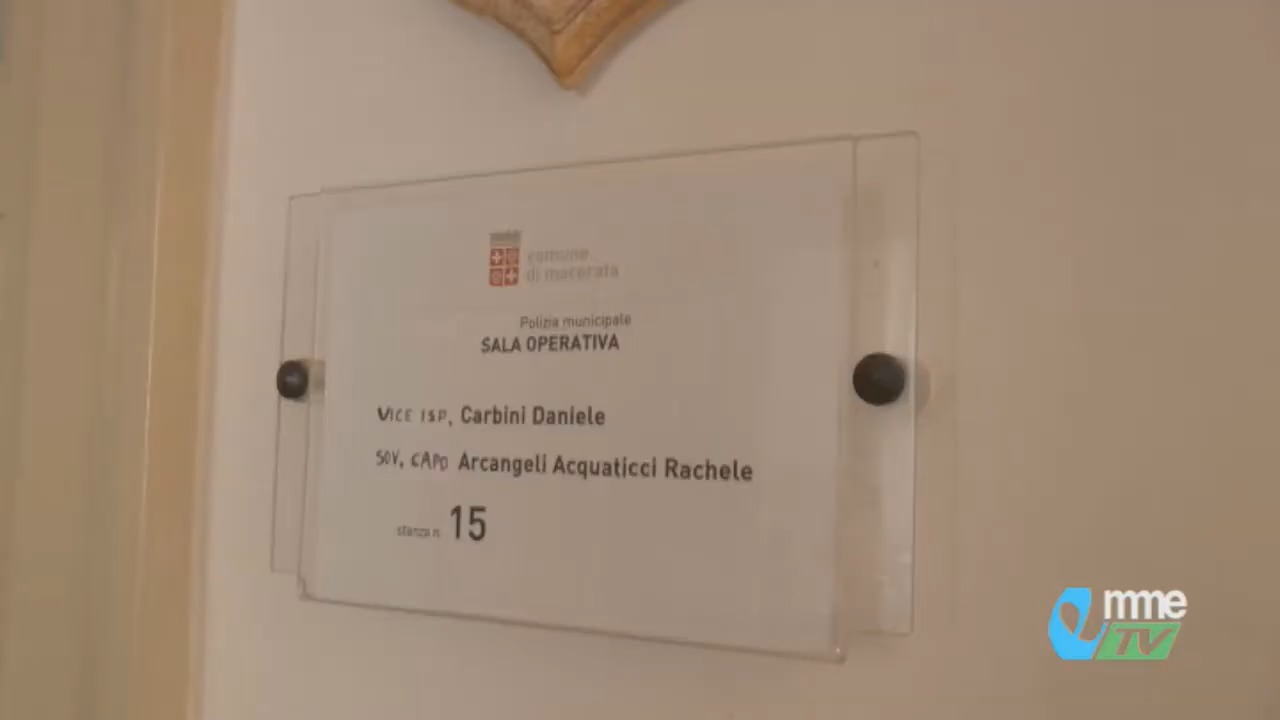 comune
di macerata
Polizia municipale
SALA OPERATIVA
VICE ISP, Carbini Daniele
SOV, CAPO Arcangeli Acquaticci Rachele
stanza n. 15
emme
TV